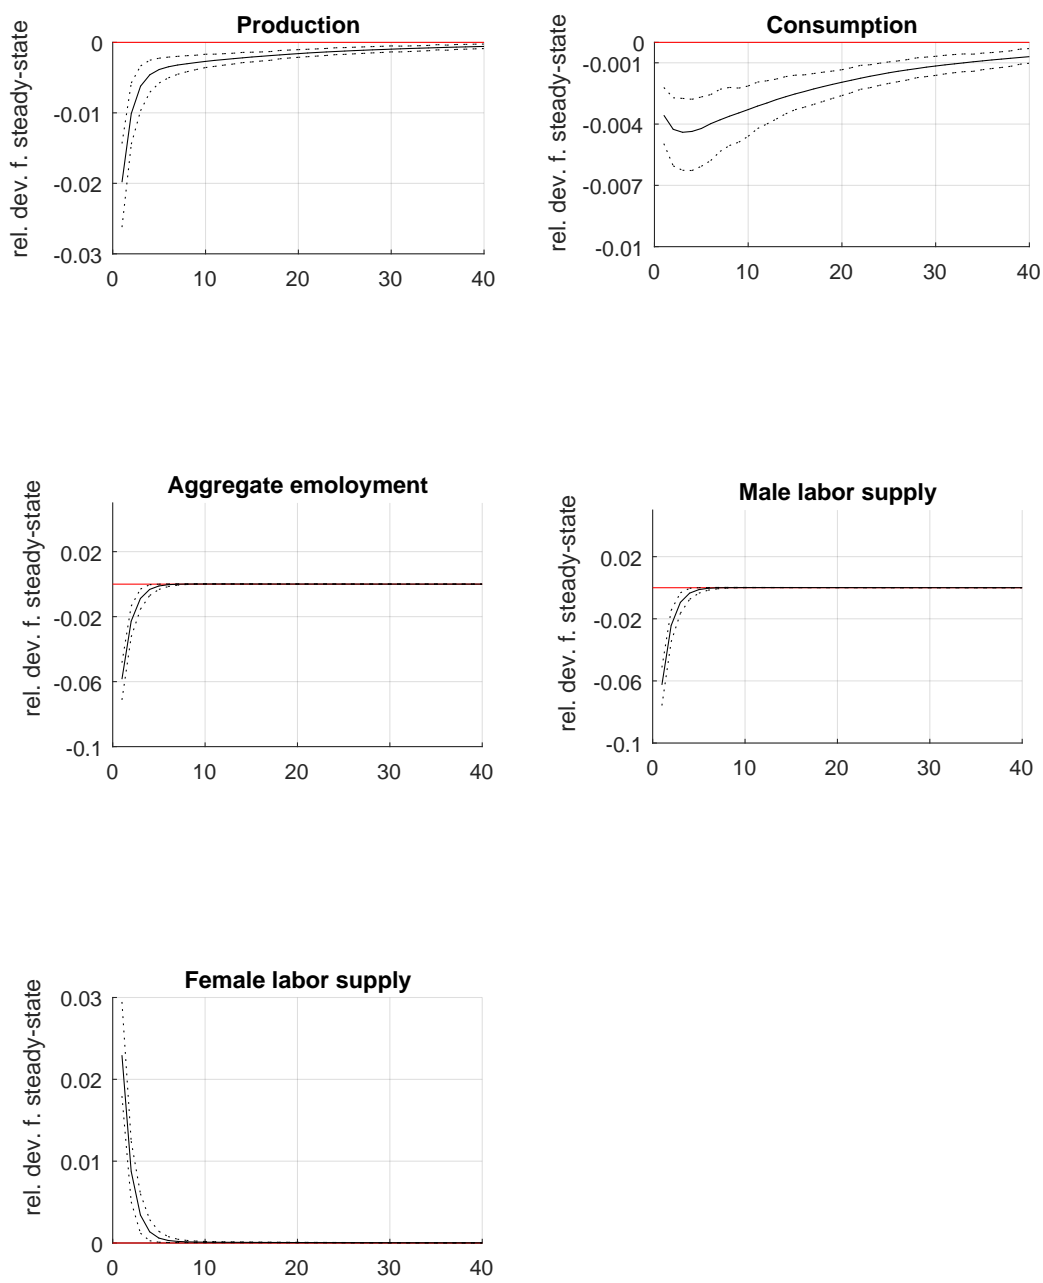 Production
rel. dev. f. steady-state
0
-0.01
-0.02
-0.03
0 10 20 30 40
Consumption
rel. dev. f. steady-state
0
-0.001
-0.004
-0.007
-0.01
0 10 20 30 40
Aggregate emoloyment
rel. dev. f. steady-state
0.02
-0.02
-0.06
-0.1
0 10 20 30 40
Male labor supply
rel. dev. f. steady-state
0.02
-0.02
-0.06
-0.1
0 10 20 30 40
Female labor supply
rel. dev. f. steady-state
0.03
0.02
0.01
0
0 10 20 30 40